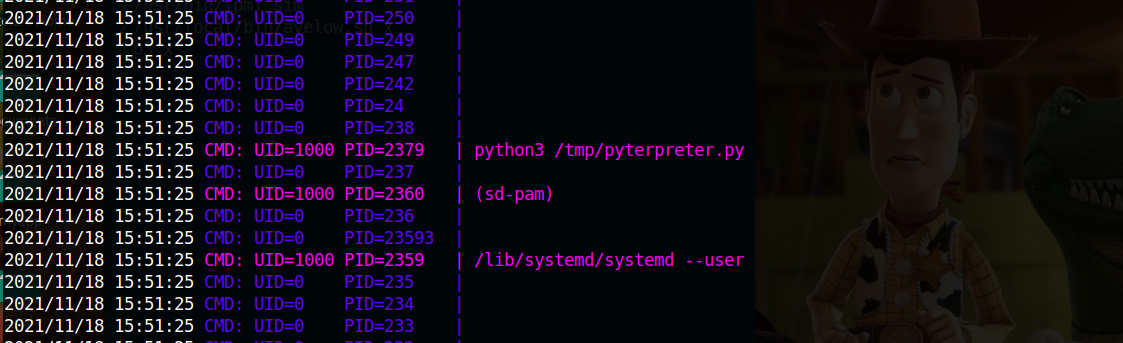 2021/11/18 15:51:25 CMD: UID=0 PID=250 |
2021/11/18 15:51:25 CMD: UID=0 PID=249 |
2021/11/18 15:51:25 CMD: UID=0 PID=247 |
2021/11/18 15:51:25 CMD: UID=0 PID=242 |
2021/11/18 15:51:25 CMD: UID=0 PID=24 |
2021/11/18 15:51:25 CMD: UID=0 PID=238 |
2021/11/18 15:51:25 CMD: UID=1000 PID=2379 | python3 /tmp/pyterpreter.py
2021/11/18 15:51:25 CMD: UID=0 PID=237 |
2021/11/18 15:51:25 CMD: UID=1000 PID=2360 | (sd-pam)
2021/11/18 15:51:25 CMD: UID=0 PID=236 |
2021/11/18 15:51:25 CMD: UID=0 PID=23593 |
2021/11/18 15:51:25 CMD: UID=1000 PID=2359 | /lib/systemd/systemd --user
2021/11/18 15:51:25 CMD: UID=0 PID=235 |
2021/11/18 15:51:25 CMD: UID=0 PID=234 |
2021/11/18 15:51:25 CMD: UID=0 PID=233 |